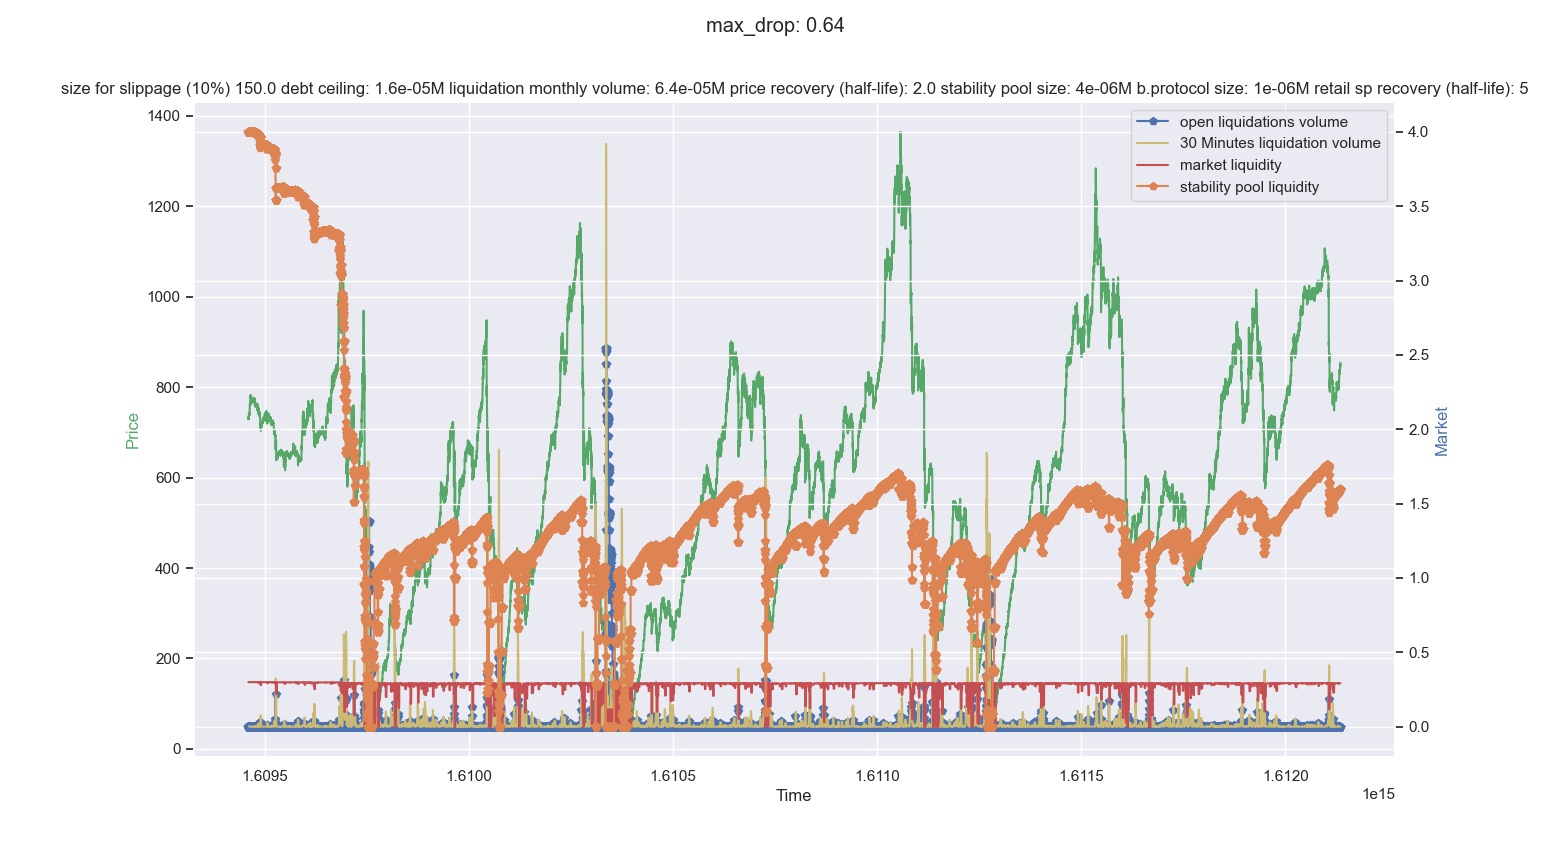 max_drop: 0.64
size for slippage (10%) 150.0 debt ceiling: 1.6e-05M liquidation monthly volume: 6.4e-05M price recovery (half-life): 2.0 stability pool size: 4e-06M b.protocol size: 1e-06M retail sp recovery (half-life): 5
open liquidations volume
30 Minutes liquidation volume
market liquidity
stability pool liquidity
Price
1400
1200
1000
800
600
400
200
0
Market
4.0
3.5
3.0
2.5
2.0
1.5
1.0
0.5
0.0
1.6095 1.6100 1.6105 1.6110 1.6115 1.6120
Time
1e15